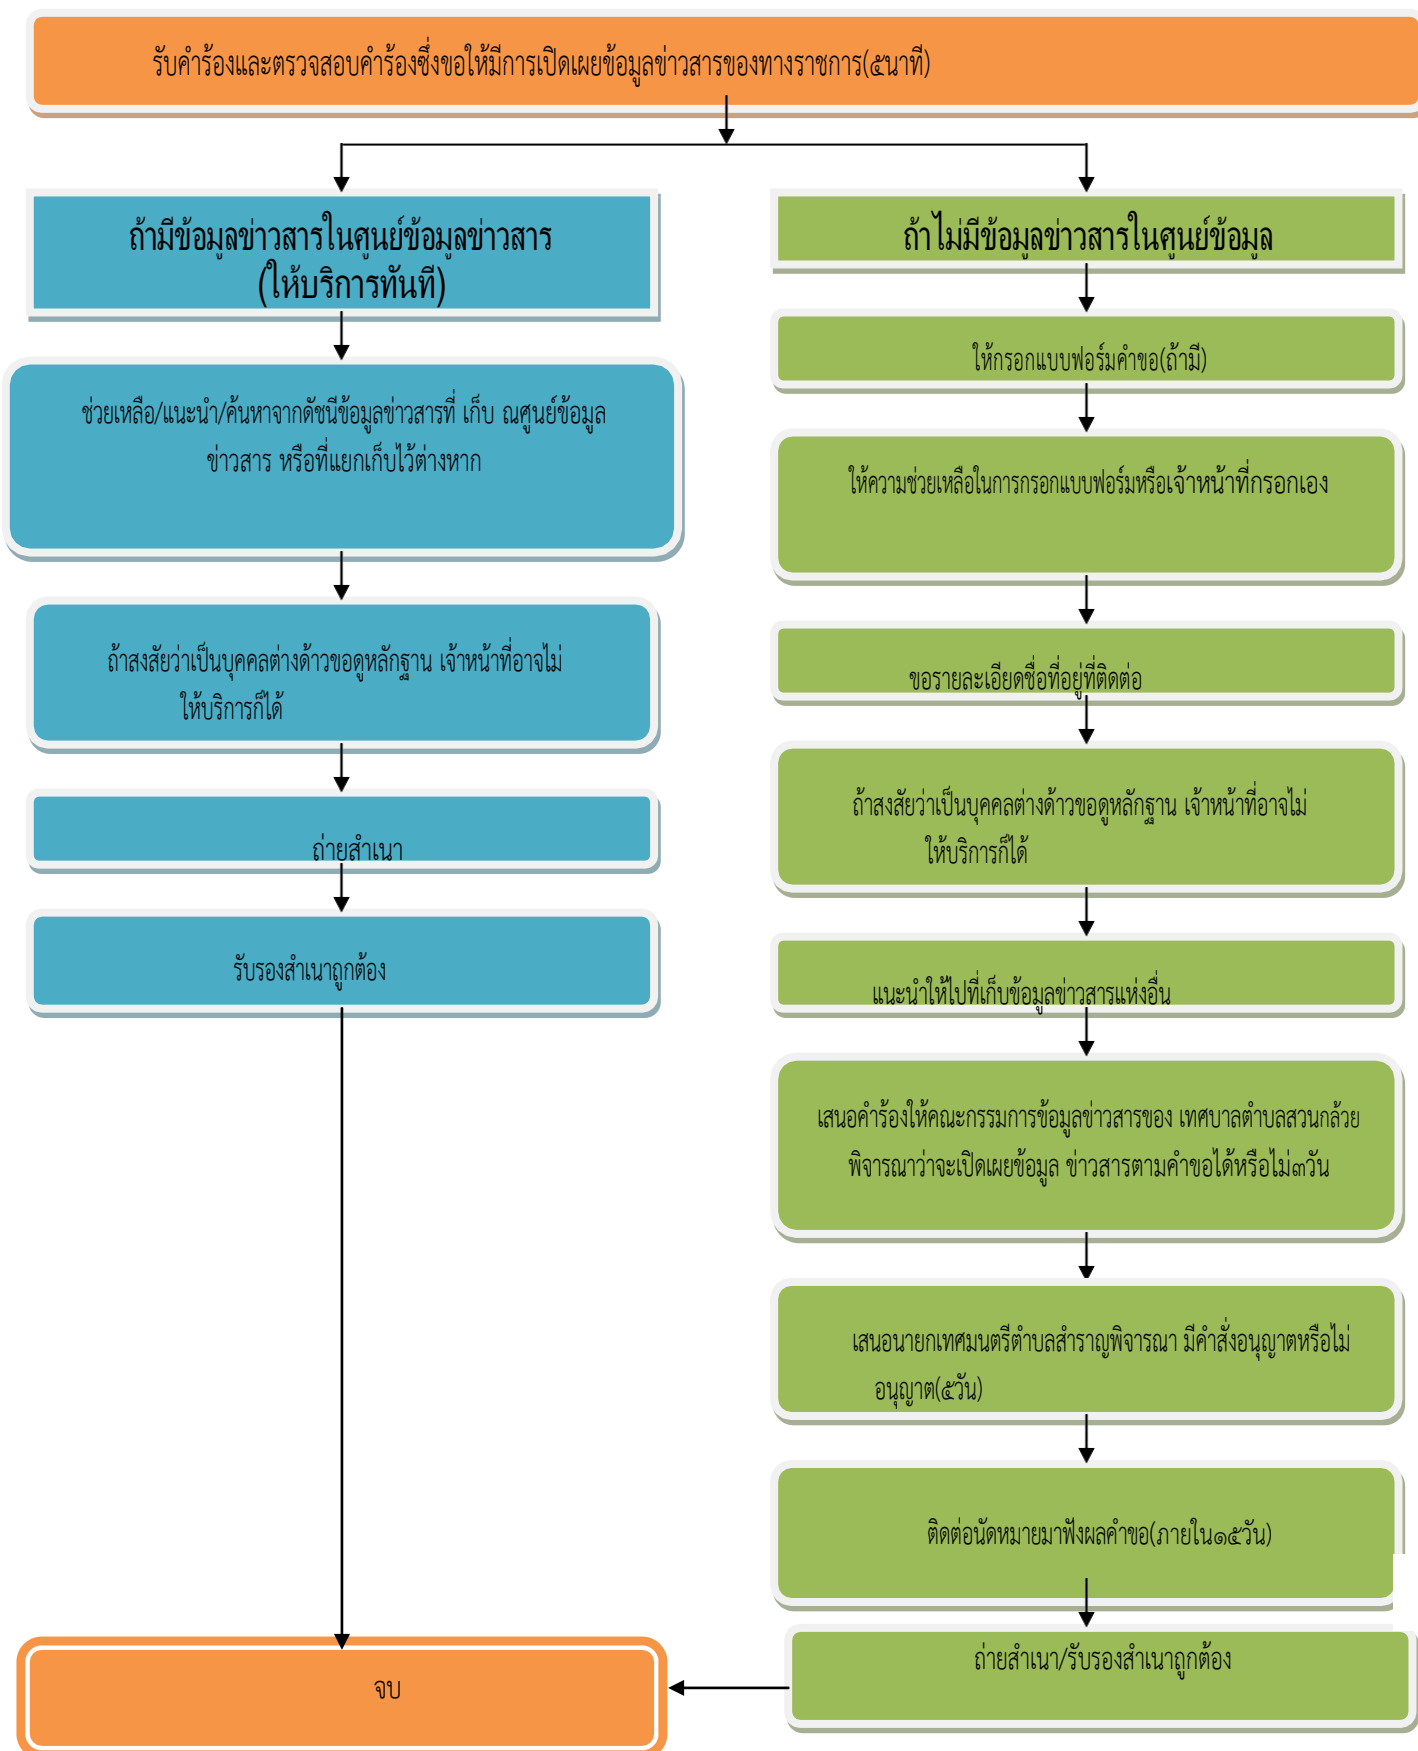 รับคำร้องและตรวจสอบคำร้องซึ่งขอให้มีการเปิดเผยข้อมูลข่าวสารของทางราชการ(๕นาที)
ถ้ามีข้อมูลข่าวสารในศูนย์ข้อมูลข่าวสาร
(ให้บริการทันที)
ช่วยเหลือ/แนะนำ/ค้นหาจากดัชนีข้อมูลข่าวสารที่ เก็บ ณศูนย์ข้อมูล
ข่าวสาร หรือที่แยกเก็บไว้ต่างหาก
ถ้าสงสัยว่าเป็นบุคคลต่างด้าวขอดูหลักฐาน เจ้าหน้าที่อาจไม่
ให้บริการก็ได้
ถ่ายสำเนา
รับรองสำเนาถูกต้อง
ถ้าไม่มีข้อมูลข่าวสารในศูนย์ข้อมูล
ให้กรอกแบบฟอร์มคำขอ(ถ้ามี)
ให้ความช่วยเหลือในการกรอกแบบฟอร์มหรือเจ้าหน้าที่กรอกเอง
ขอรายละเอียดชื่อที่อยู่ที่ติดต่อ
ถ้าสงสัยว่าเป็นบุคคลต่างด้าวขอดูหลักฐาน เจ้าหน้าที่อาจไม่
ให้บริการก็ได้
แนะนำให้ไปที่เก็บข้อมูลข่าวสารแห่งอื่น
เสนอคำร้องให้คณะกรรมการข้อมูลข่าวสารของ เทศบาลตำบลสวนกล้วย
พิจารณาว่าจะเปิดเผยข้อมูล ข่าวสารตามคำขอได้หรือไม่๓วัน
เสนอนายกเทศมนตรีตำบลสำราญพิจารณา มีคำสั่งอนุญาตหรือไม่
อนุญาต(๕วัน)
ติดต่อนัดหมายมาฟังผลคำขอ(ภายใน๑๕วัน)
ถ่ายสำเนา/รับรองสำเนาถูกต้อง
จบ